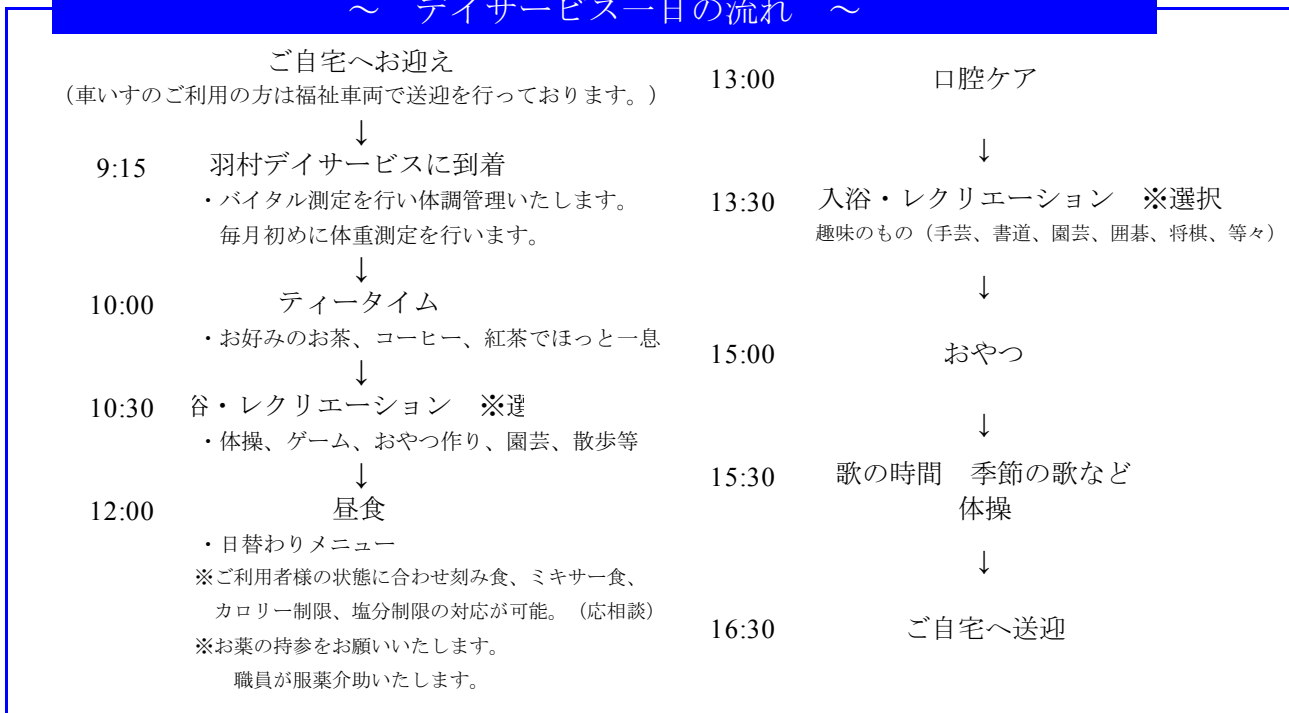 ～　デイサービス一日の流れ　～
ご自宅へお迎え
（車いすのご利用の方は福祉車両で送迎を行っております。）
↓
9:15　羽村デイサービスに到着
・バイタル測定を行い体調管理いたします。
毎月初めに体重測定を行います。
↓
10:00　ティータイム
・お好みのお茶、コーヒー、紅茶でほっと一息
↓
10:30　浴・レクリエーション　※選
・体操、ゲーム、おやつ作り、園芸、散歩等
↓
12:00　昼食
・日替わりメニュー
※ご利用者様の状態に合わせ刻み食、ミキサー食、
カロリー制限、塩分制限の対応が可能。（応相談）
※お薬の持参をお願いいたします。
職員が服薬介助いたします。
13:00　口腔ケア
↓
13:30　入浴・レクリエーション　※選択
趣味のもの（手芸、書道、園芸、囲碁、将棋、等々）
↓
15:00　おやつ
↓
15:30　歌の時間　季節の歌など
体操
↓
16:30　ご自宅へ送迎